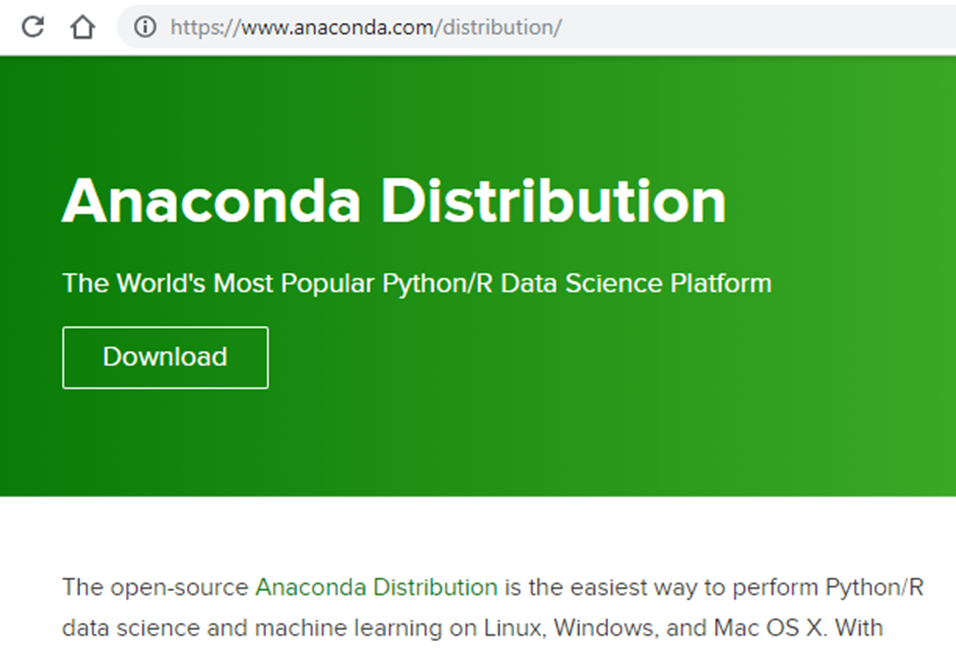 https://www.anaconda.com/distribution/
Anaconda Distribution
The World's Most Popular Python/R Data Science Platform
Download
The open-source Anaconda Distribution is the easiest way to perform Python/R
data science and machine learning on Linux, Windows, and Mac OS X. With